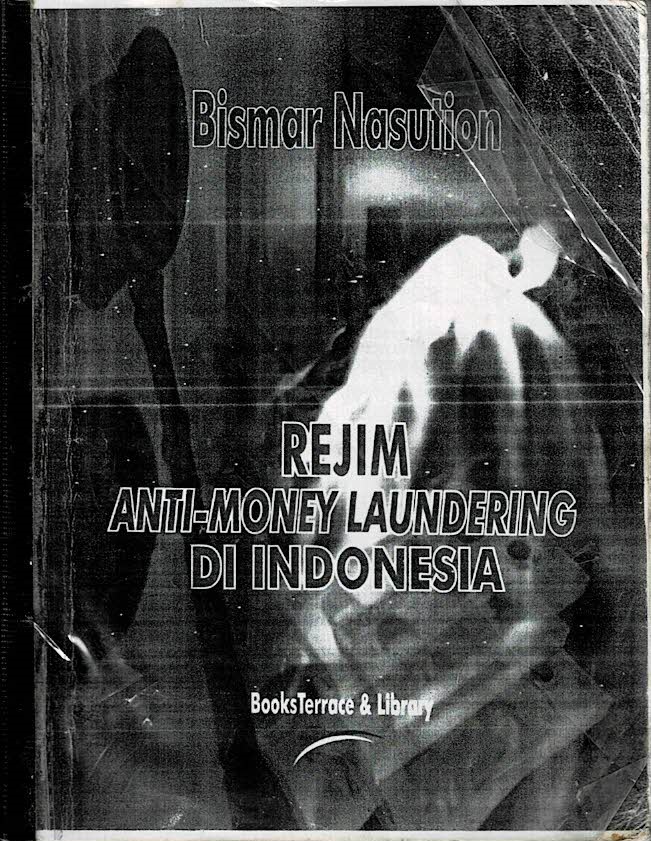 Bismar Nasution
REJIM
ANTI-MONEY LAUNDERING
DI INDONESIA
BooksTerrace & Library